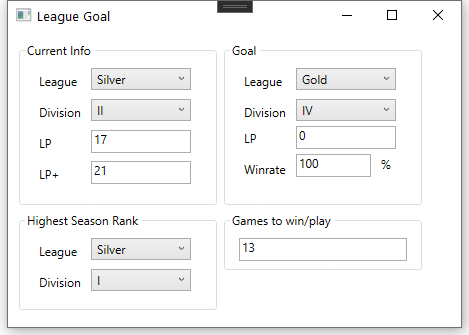 League Goal
Current Info
League Silver
Division II
LP 17
LP+ 21
Goal
League Gold
Division IV
LP 0
Winrate 100 %
Highest Season Rank
League Silver
Division I
Games to win/play
13